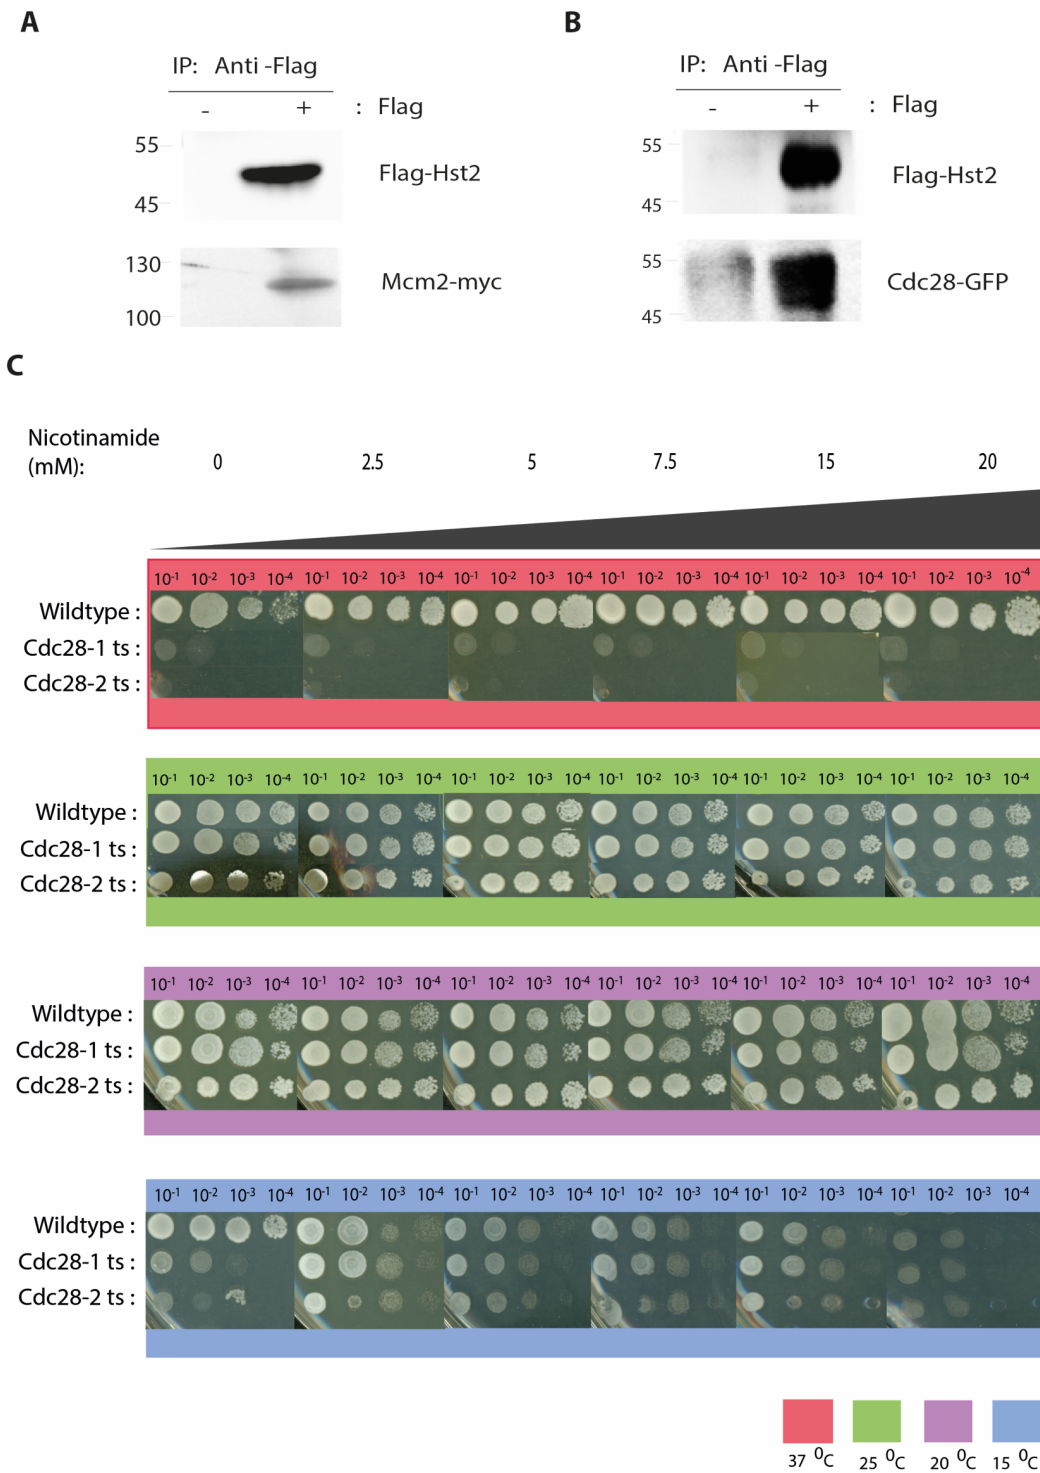 A
IP: Anti -Flag
- + : Flag
55
45
Flag-Hst2
130
100
Mcm2-myc
B
IP: Anti -Flag
- + : Flag
55
45
Flag-Hst2
55
45
Cdc28-GFP
C
Nicotinamide
(mM): 0 2.5 5 7.5 15 20
10⁻¹ 10⁻² 10⁻³ 10⁻⁴ 10⁻¹ 10⁻² 10⁻³ 10⁻⁴ 10⁻¹ 10⁻² 10⁻³ 10⁻⁴ 10⁻¹ 10⁻² 10⁻³ 10⁻⁴ 10⁻¹ 10⁻² 10⁻³ 10⁻⁴ 10⁻¹ 10⁻² 10⁻³ 10⁻⁴
Wildtype :
Cdc28-1 ts :
Cdc28-2 ts :
10⁻¹ 10⁻² 10⁻³ 10⁻⁴ 10⁻¹ 10⁻² 10⁻³ 10⁻⁴ 10⁻¹ 10⁻² 10⁻³ 10⁻⁴ 10⁻¹ 10⁻² 10⁻³ 10⁻⁴ 10⁻¹ 10⁻² 10⁻³ 10⁻⁴ 10⁻¹ 10⁻² 10⁻³ 10⁻⁴
Wildtype :
Cdc28-1 ts :
Cdc28-2 ts :
10⁻¹ 10⁻² 10⁻³ 10⁻⁴ 10⁻¹ 10⁻² 10⁻³ 10⁻⁴ 10⁻¹ 10⁻² 10⁻³ 10⁻⁴ 10⁻¹ 10⁻² 10⁻³ 10⁻⁴ 10⁻¹ 10⁻² 10⁻³ 10⁻⁴ 10⁻¹ 10⁻² 10⁻³ 10⁻⁴
Wildtype :
Cdc28-1 ts :
Cdc28-2 ts :
10⁻¹ 10⁻² 10⁻³ 10⁻⁴ 10⁻¹ 10⁻² 10⁻³ 10⁻⁴ 10⁻¹ 10⁻² 10⁻³ 10⁻⁴ 10⁻¹ 10⁻² 10⁻³ 10⁻⁴ 10⁻¹ 10⁻² 10⁻³ 10⁻⁴ 10⁻¹ 10⁻² 10⁻³ 10⁻⁴
Wildtype :
Cdc28-1 ts :
Cdc28-2 ts :
37 ⁰C 25 ⁰C 20 ⁰C 15 ⁰C